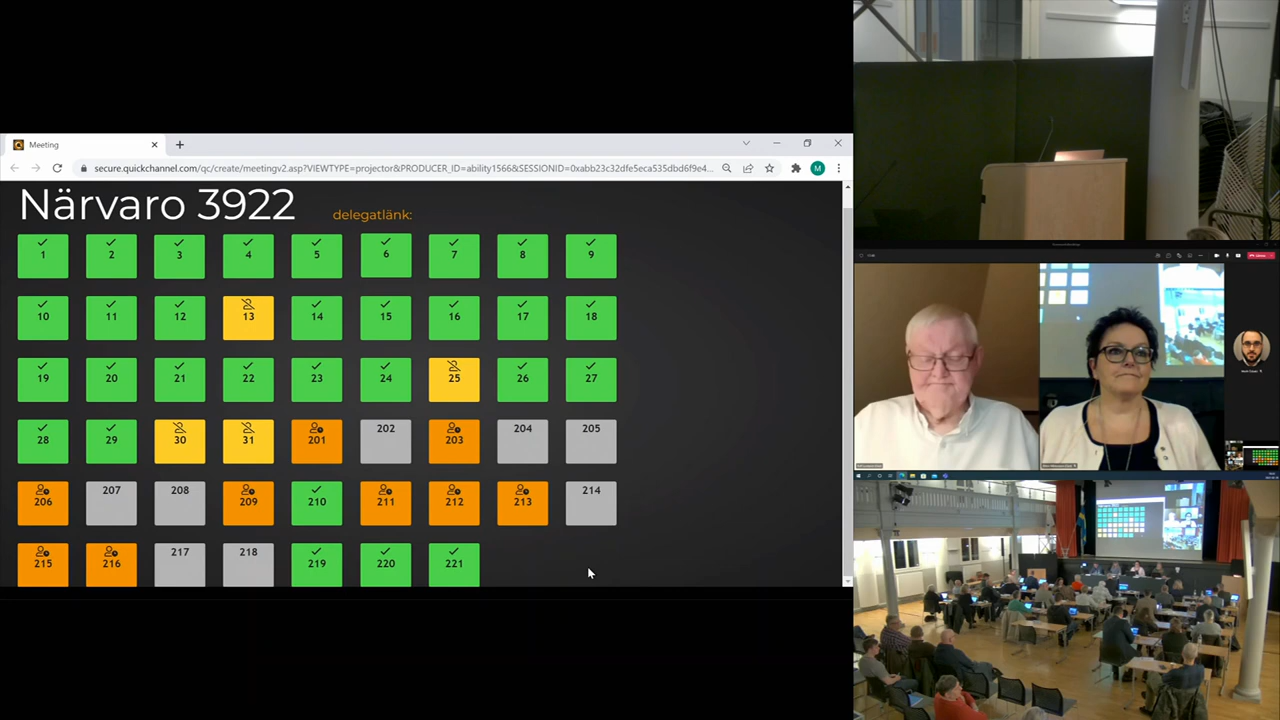 Meeting
secure.quickchannel.com/qc/create/meetingv2.asp?VIEWTYPE=projector&PRODUCER_ID=ability1566&SESSIONID=0xabb23c32dfe5eca535dbd6f9e4...
M
Närvaro 3922 delegatlänk:
1 2 3 4 5 6 7 8 9
10 11 12 13 14 15 16 17 18
19 20 21 22 23 24 25 26 27
28 29 30 31 201 202 203 204 205
206 207 208 209 210 211 212 213 214
215 216 217 218 219 220 221
Närvaro 3922